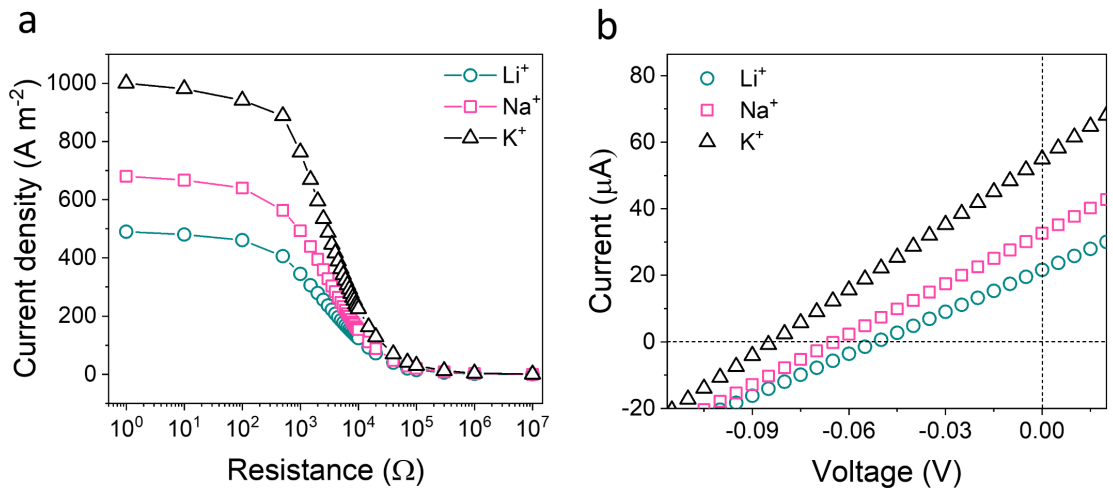 a
Current density (A m⁻²)
1000
800
600
400
200
0
10⁰ 10¹ 10² 10³ 10⁴ 10⁵ 10⁶ 10⁷
Resistance (Ω)
Li⁺
Na⁺
K⁺
b
Current (μA)
80
60
40
20
0
-20
-0.09 -0.06 -0.03 0.00
Voltage (V)
Li⁺
Na⁺
K⁺